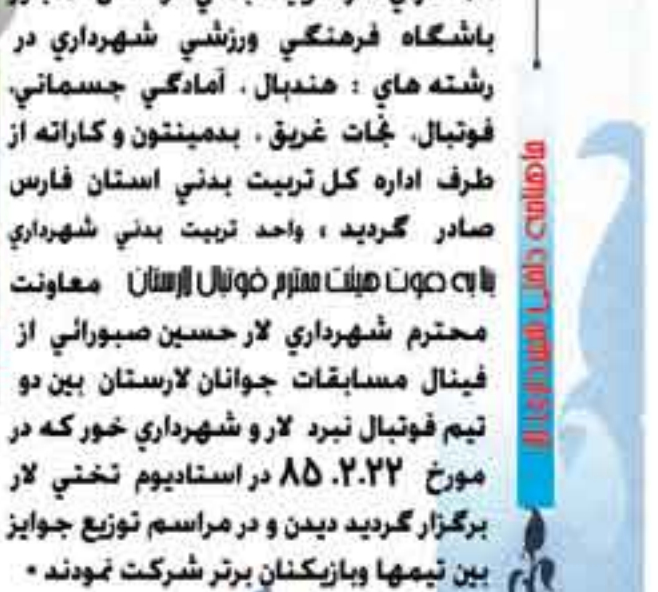 باشگاه فرهنگي ورزشي شهرداري در
رشته هاي : هندبال ، آمادگي جسماني،
فوتبال، نجات غريق ، بدمينتون و كاراته از
طرف اداره كل تربيت بدني استان فارس
صادر گرديد ، واحد تربيت بدني شهرداري
بنا به دعوت هيئت محترم فوتبال لارستان معاونت
محترم شهرداري لار حسين صبورائي از
فينال مسابقات جوانان لارستان بين دو
تيم فوتبال نبرد لار و شهرداري خور كه در
مورخ ۸۵.۲.۲۲ در استاديوم تختي لار
برگزار گرديد ديدن و در مراسم توزيع جوايز
بين تيمها وبازيكنان برتر شركت نمودند .
ماهنامه داخلي شهرداري لار